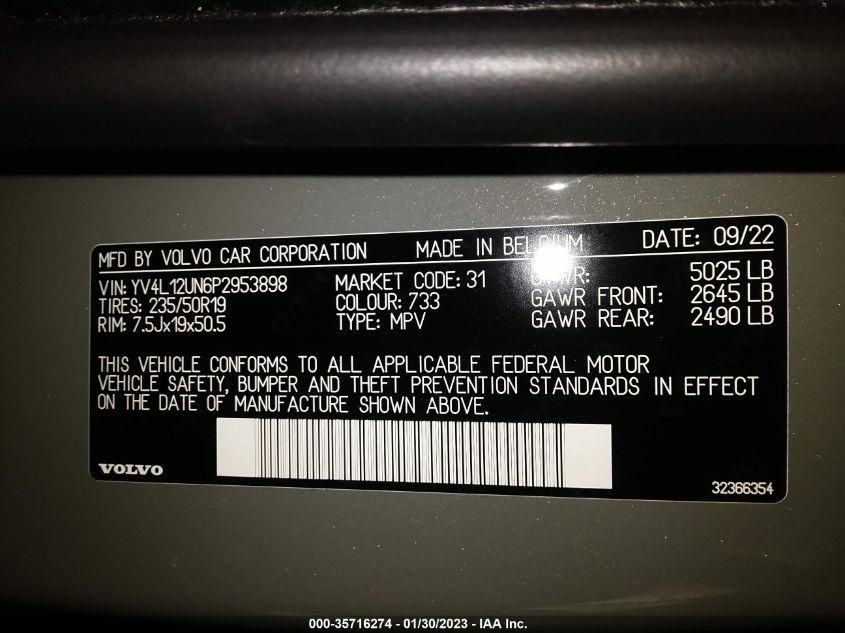 MFD BY VOLVO CAR CORPORATION MADE IN BELGIUM DATE: 09/22
VIN: YV4L12UN6P2953898 MARKET CODE: 31 5025 LB
TIRES: 235/50R19 COLOUR: 733 GAWR FRONT: 2645 LB
RIM: 7.5Jx19x50.5 TYPE: MPV GAWR REAR: 2490 LB
THIS VEHICLE CONFORMS TO ALL APPLICABLE FEDERAL MOTOR
VEHICLE SAFETY, BUMPER AND THEFT PREVENTION STANDARDS IN EFFECT
ON THE DATE OF MANUFACTURE SHOWN ABOVE.
VOLVO 32366354
000-35716274 - 01/30/2023 - IAA Inc.